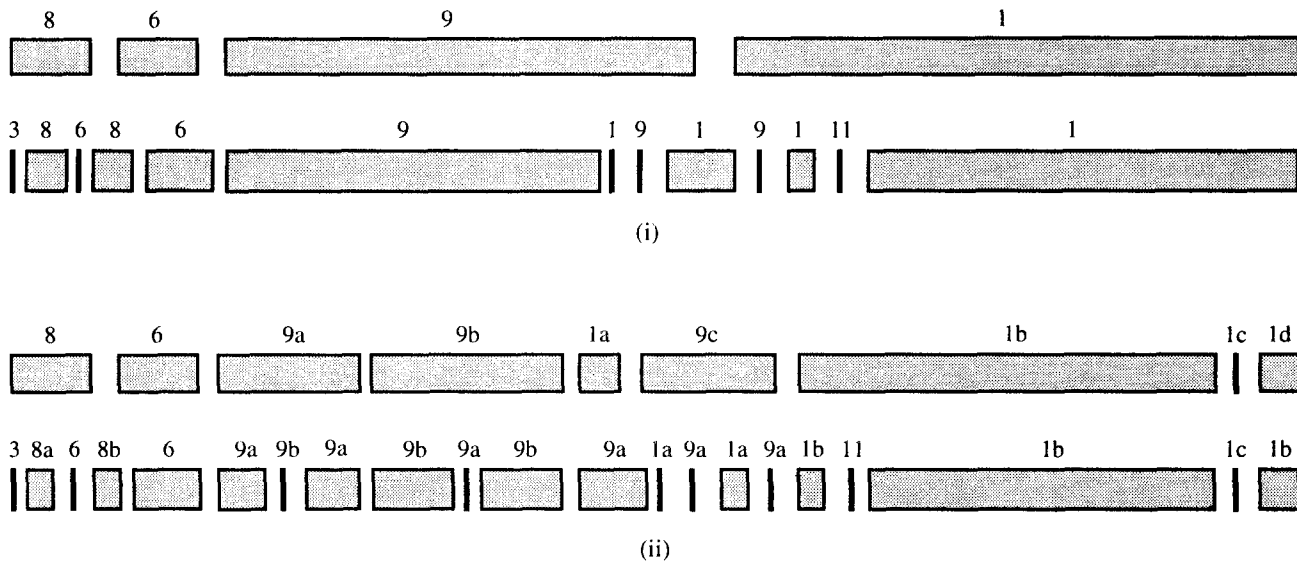 8 6 9 1
3 8 6 8 6 9 1 9 1 9 1 11 1
(i)
8 6 9a 9b 1a 9c 1b 1c 1d
3 8a 6 8b 6 9a 9b 9a 9b 9a 9b 9a 1a 9a 1a 9a 1b 11 1b 1c 1b
(ii)